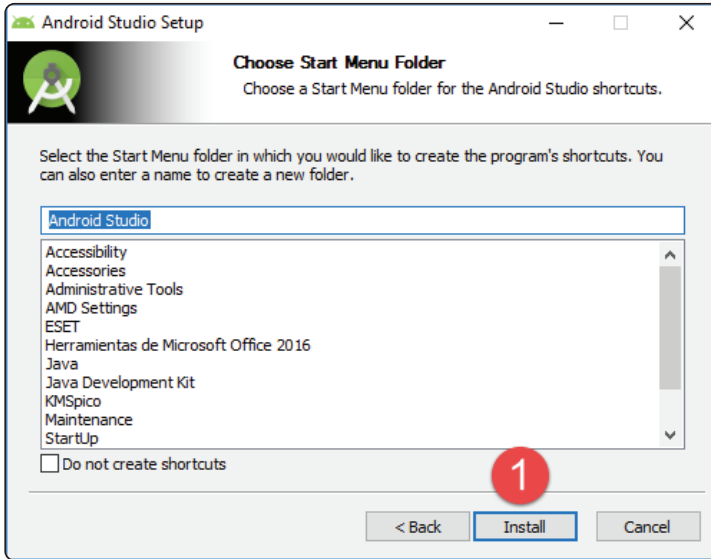 Android Studio Setup
Choose Start Menu Folder
Choose a Start Menu folder for the Android Studio shortcuts.
Select the Start Menu folder in which you would like to create the program's shortcuts. You
can also enter a name to create a new folder.
Android Studio
Accessibility
Accessories
Administrative Tools
AMD Settings
ESET
Herramientas de Microsoft Office 2016
Java
Java Development Kit
KMSpico
Maintenance
StartUp
Do not create shortcuts
1
< Back Install Cancel